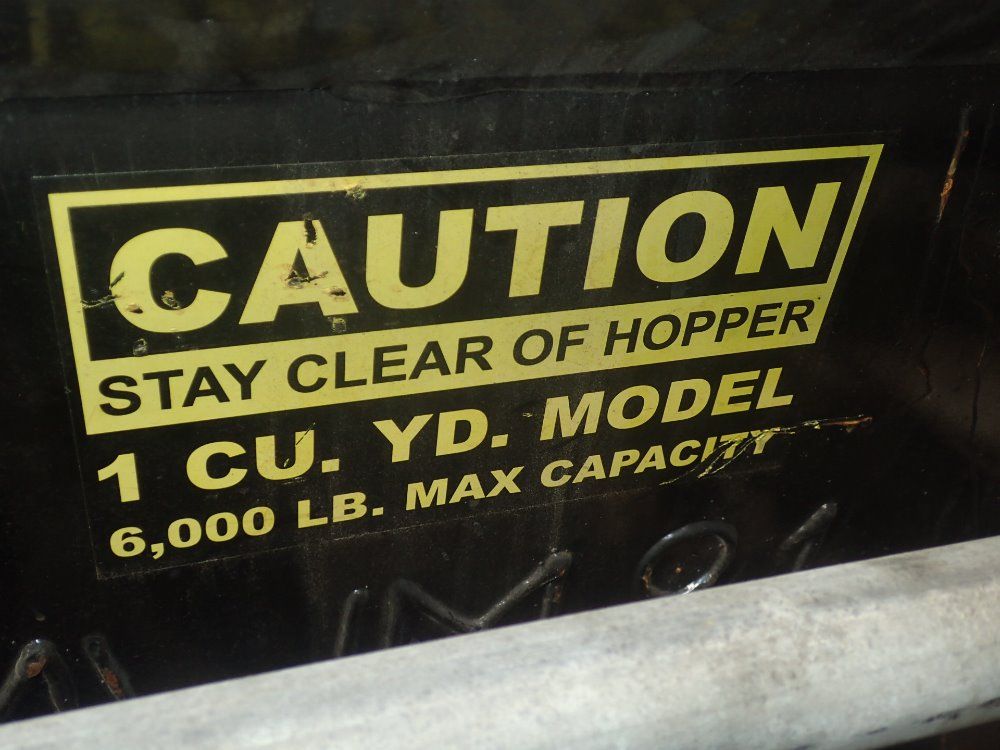 CAUTION
STAY CLEAR OF HOPPER
1 CU. YD. MODEL
6,000 LB. MAX CAPACITY